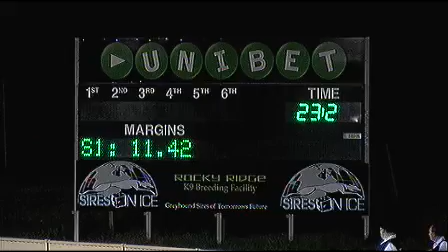 UNIBET
1ST 2ND 3RD 4TH 5TH 6TH TIME
23:2
MARGINS
S1: 11.42
ROCKY RIDGE
K9 Breeding Facility
SIRES ON ICE
SIRES ON ICE
Greyhound Sires of Tomorrows Future